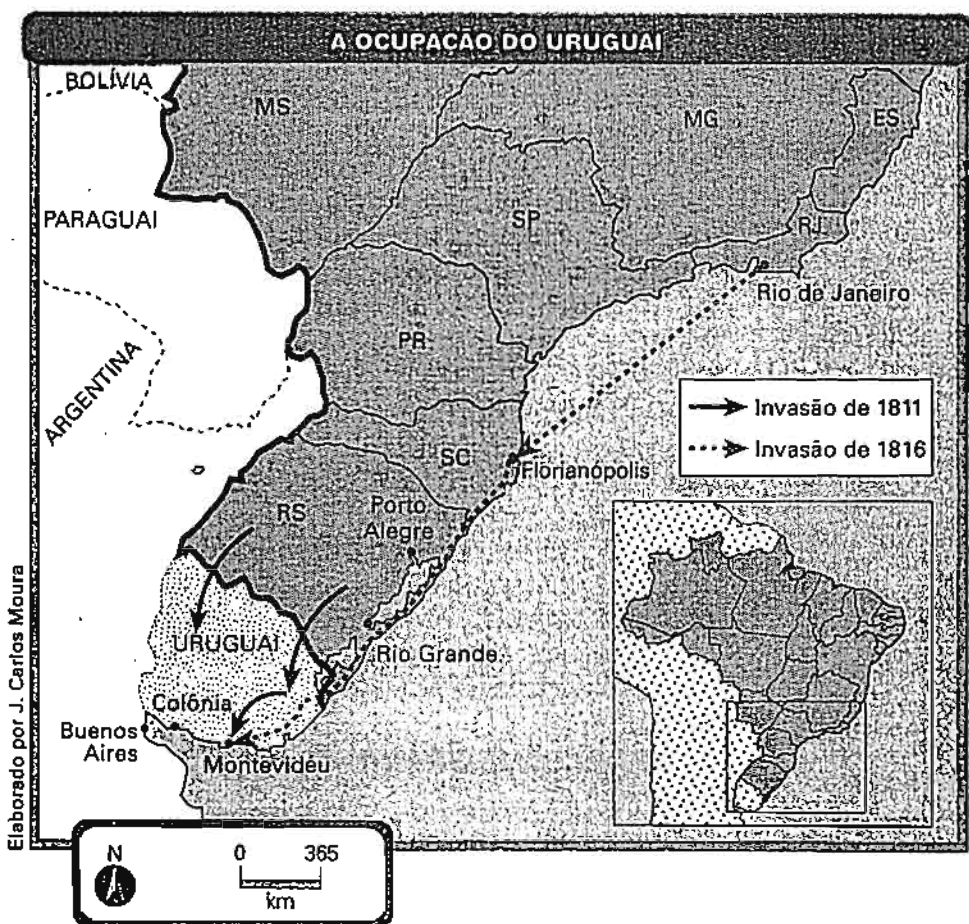 A OCUPAÇÃO DO URUGUAI
BOLÍVIA
MS
MG
ES
PARAGUAI
SP
RJ
Rio de Janeiro
PR
ARGENTINA
Invasão de 1811
Invasão de 1816
SC
Florianópolis
RS
Porto
Alegre
URUGUAI
Rio Grande
Colônia
Buenos
Aires
Montevidéu
Elaborado por J. Carlos Moura
N
0 365
km